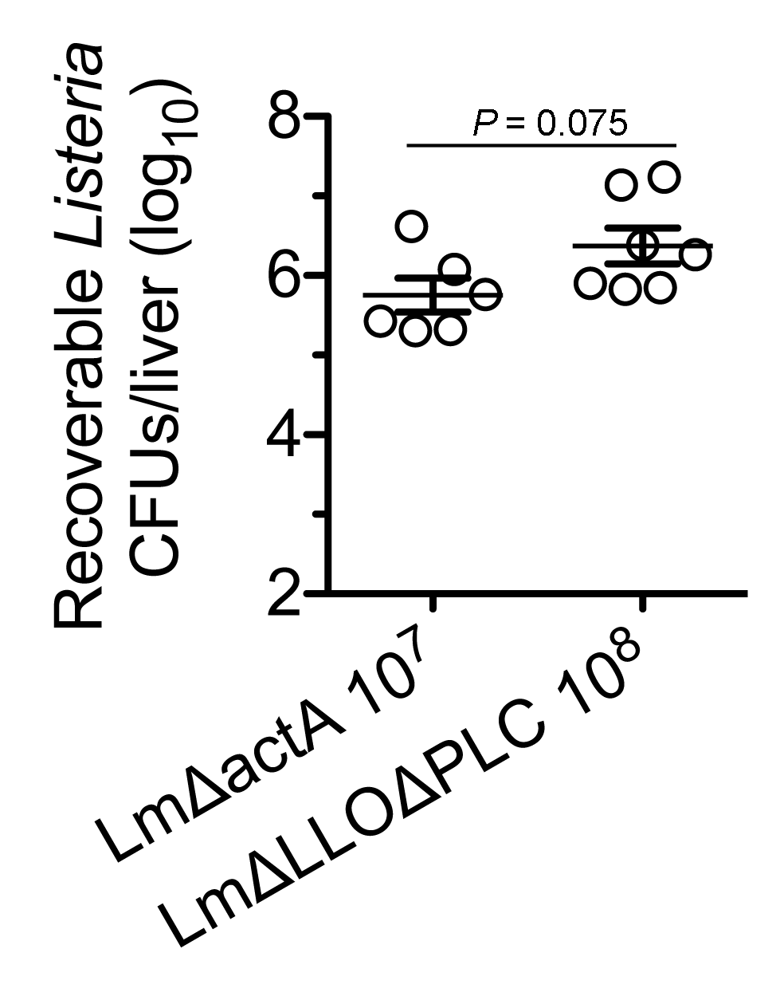 Recoverable Listeria
CFUs/liver (log₁₀)
8
6
4
2
P = 0.075
LmΔactA 10⁷
LmΔLLOΔPLC 10⁸